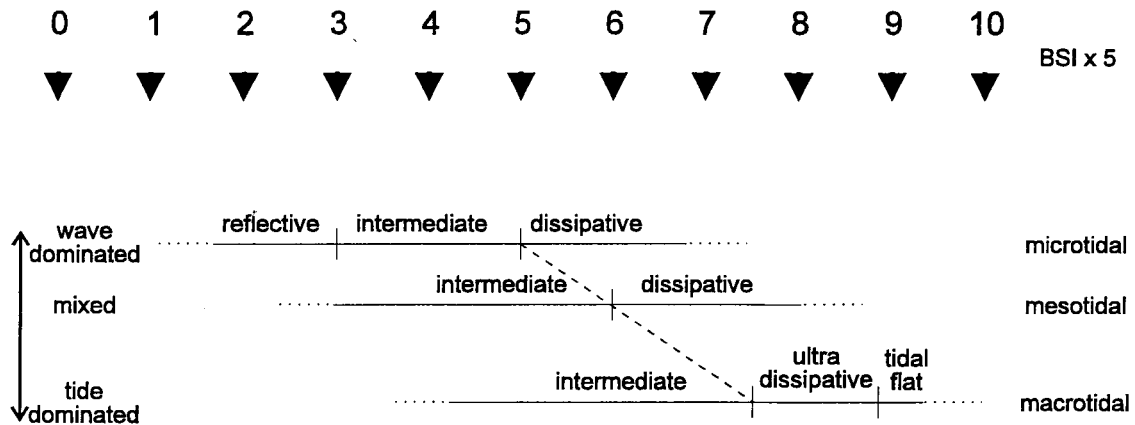 0 1 2 3 4 5 6 7 8 9 10
BSI x 5
reflective intermediate dissipative
wave
dominated
microtidal
intermediate dissipative
mixed
mesotidal
ultra
dissipative
tidal
flat
intermediate
tide
dominated
macrotidal